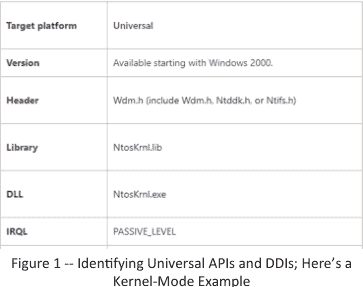 Target platform Universal
Version Available starting with Windows 2000.
Header Wdm.h (include Wdm.h, Ntddk.h, or Ntifs.h)
Library NtosKrnl.lib
DLL NtosKrnl.exe
IRQL PASSIVE_LEVEL
Figure 1 -- Identifying Universal APIs and DDIs; Here's a
Kernel-Mode Example